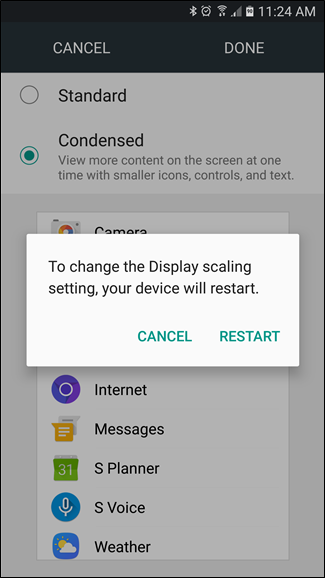 11:24 AM
CANCEL DONE
Standard
Condensed
View more content on the screen at one
time with smaller icons, controls, and text.
Camera
To change the Display scaling
setting, your device will restart.
CANCEL RESTART
Internet
Messages
31 S Planner
S Voice
Weather